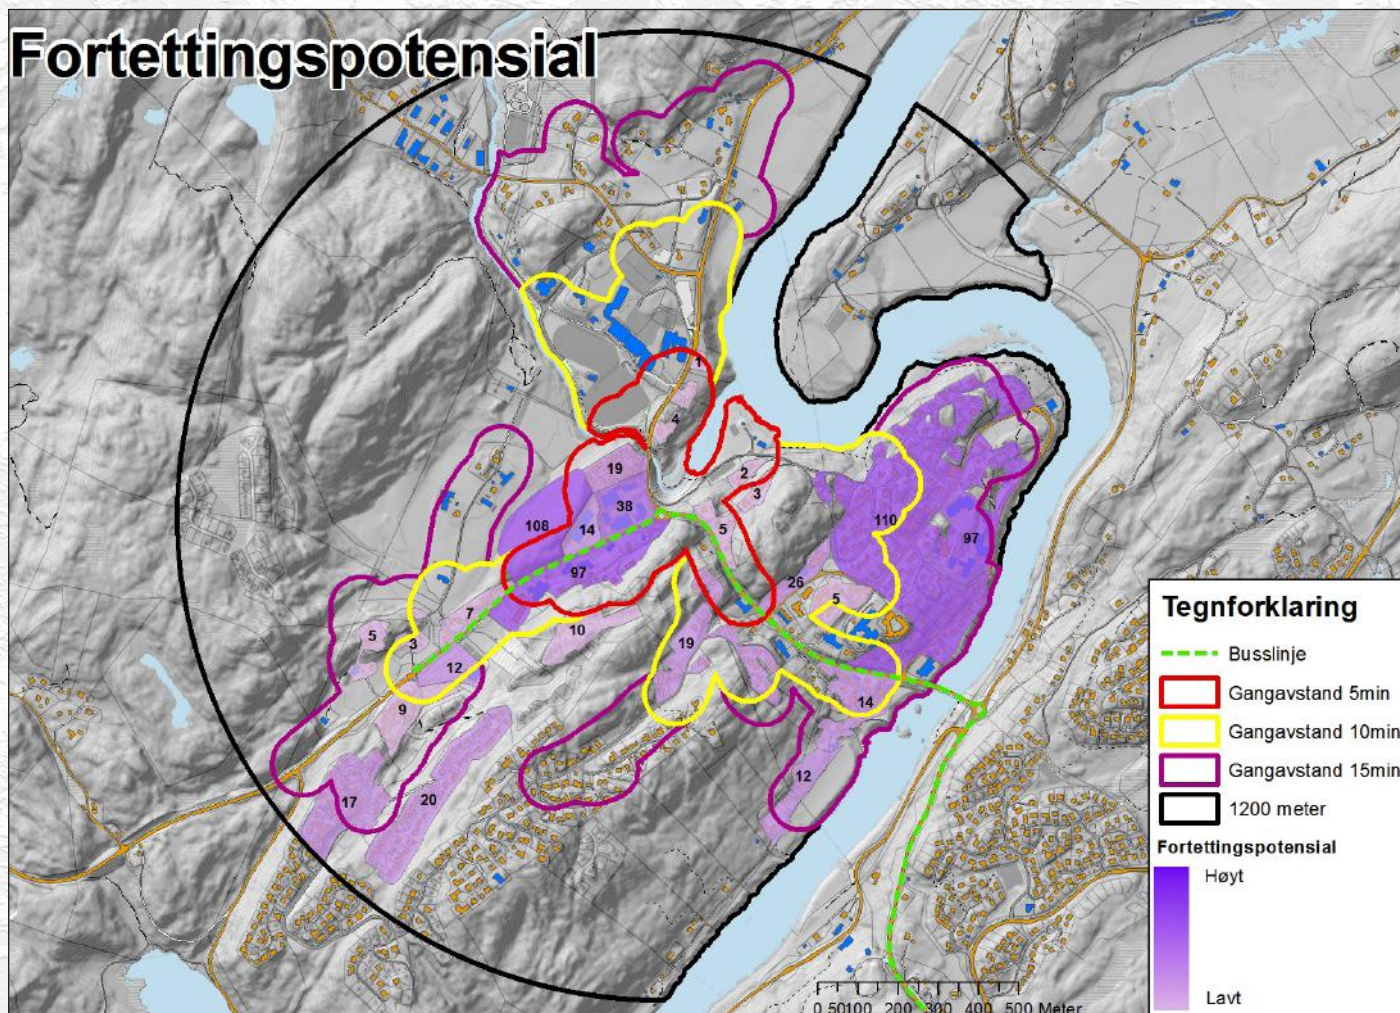 Fortettingspotensial
1
4
19
2
3
38
108
14
5
110
97
97
26
5
7
10
5
3
19
12
14
9
12
17
20
Tegnforklaring
Busslinje
Gangavstand 5min
Gangavstand 10min
Gangavstand 15min
1200 meter
Fortettingspotensial
Høyt
Lavt
0 50100 200 300 400 500 Meter